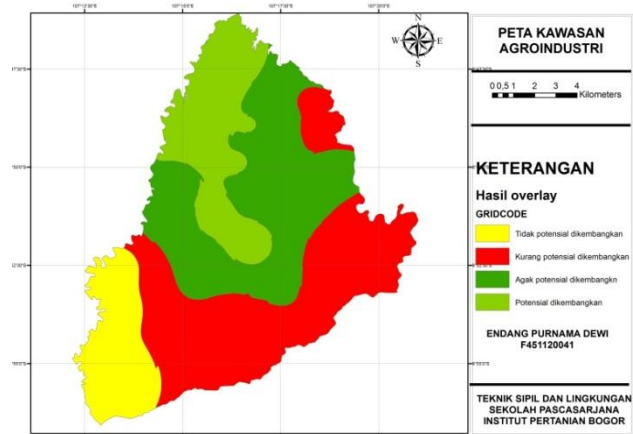 N
W E
S
PETA KAWASAN
AGROINDUSTRI
0 0,5 1 2 3 4
Kilometers
KETERANGAN
Hasil overlay
GRIDCODE
Tidak potensial dikembangkan
Kurang potensial dikembangkan
Agak potensial dikembangkn
Potensial dikembangkan
ENDANG PURNAMA DEWI
F451120041
TEKNIK SIPIL DAN LINGKUNGAN
SEKOLAH PASCASARJANA
INSTITUT PERTANIAN BOGOR